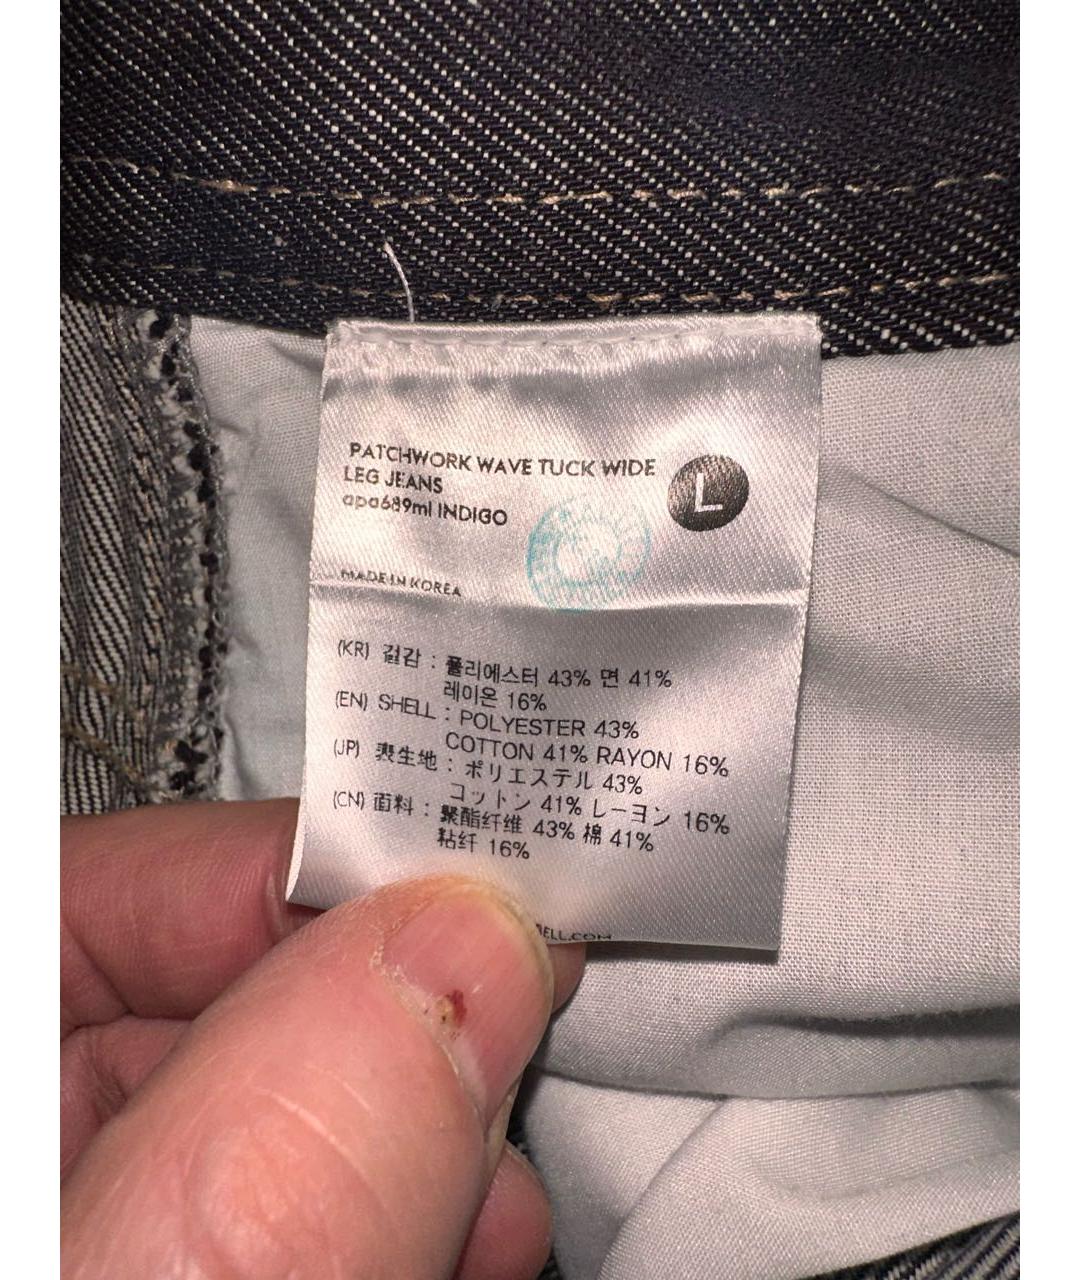 PATCHWORK WAVE TUCK WIDE
LEG JEANS
apa689ml INDIGO
L
MADE IN KOREA
(KR) 겉감 : 폴리에스터 43% 면 41%
레이온 16%
(EN) SHELL : POLYESTER 43%
COTTON 41% RAYON 16%
(JP) 表生地 : ポリエステル 43%
コットン 41% レーヨン 16%
(CN) 面料 : 聚酯纤维 43% 棉 41%
粘纤 16%
ELL.COM